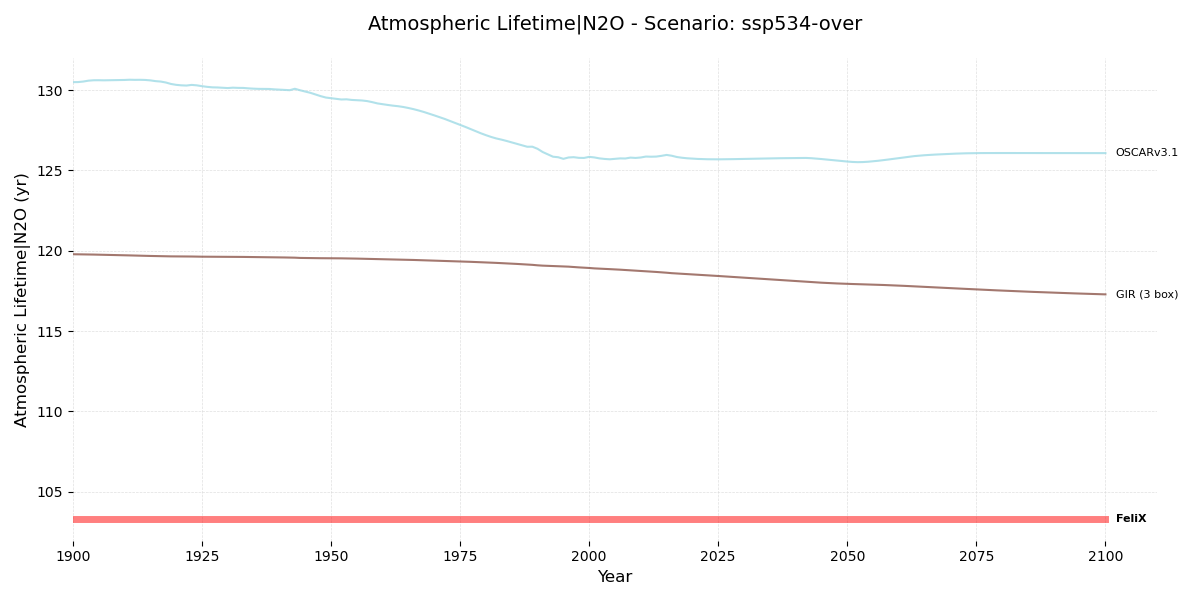 Atmospheric Lifetime|N2O - Scenario: ssp534-over
Atmospheric Lifetime|N2O (yr)
130
125
120
115
110
105
OSCARv3.1
GIR (3 box)
FeliX
1900 1925 1950 1975 2000 2025 2050 2075 2100
Year